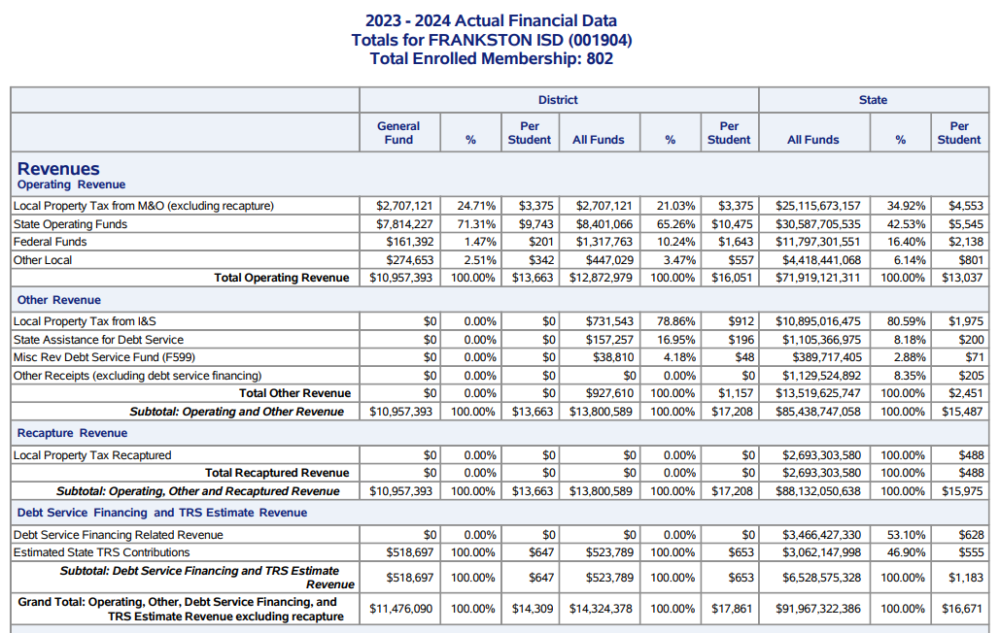 2023 - 2024 Actual Financial Data
Totals for FRANKSTON ISD (001904)
Total Enrolled Membership: 802
District State
General Fund % Per Student All Funds % Per Student All Funds % Per Student
Revenues
Operating Revenue
Local Property Tax from M&O (excluding recapture) $2,707,121 24.71% $3,375 $2,707,121 21.03% $3,375 $25,115,673,157 34.92% $4,553
State Operating Funds $7,814,227 71.31% $9,743 $8,401,066 65.26% $10,475 $30,587,705,535 42.53% $5,545
Federal Funds $161,392 1.47% $201 $1,317,763 10.24% $1,643 $11,797,301,551 16.40% $2,138
Other Local $274,653 2.51% $342 $447,029 3.47% $557 $4,418,441,068 6.14% $801
Total Operating Revenue $10,957,393 100.00% $13,663 $12,872,979 100.00% $16,051 $71,919,121,311 100.00% $13,037
Other Revenue
Local Property Tax from I&S $0 0.00% $0 $731,543 78.86% $912 $10,895,016,475 80.59% $1,975
State Assistance for Debt Service $0 0.00% $0 $157,257 16.95% $196 $1,105,366,975 8.18% $200
Misc Rev Debt Service Fund (F599) $0 0.00% $0 $38,810 4.18% $48 $389,717,405 2.88% $71
Other Receipts (excluding debt service financing) $0 0.00% $0 $0 0.00% $0 $1,129,524,892 8.35% $205
Total Other Revenue $0 0.00% $0 $927,610 100.00% $1,157 $13,519,625,747 100.00% $2,451
Subtotal: Operating and Other Revenue $10,957,393 100.00% $13,663 $13,800,589 100.00% $17,208 $85,438,747,058 100.00% $15,487
Recapture Revenue
Local Property Tax Recaptured $0 0.00% $0 $0 0.00% $0 $2,693,303,580 100.00% $488
Total Recaptured Revenue $0 0.00% $0 $0 0.00% $0 $2,693,303,580 100.00% $488
Subtotal: Operating, Other and Recaptured Revenue $10,957,393 100.00% $13,663 $13,800,589 100.00% $17,208 $88,132,050,638 100.00% $15,975
Debt Service Financing and TRS Estimate Revenue
Debt Service Financing Related Revenue $0 0.00% $0 $0 0.00% $0 $3,466,427,330 53.10% $628
Estimated State TRS Contributions $518,697 100.00% $647 $523,789 100.00% $653 $3,062,147,998 46.90% $555
Subtotal: Debt Service Financing and TRS Estimate
Revenue $518,697 100.00% $647 $523,789 100.00% $653 $6,528,575,328 100.00% $1,183
Grand Total: Operating, Other, Debt Service Financing, and
TRS Estimate Revenue excluding recapture $11,476,090 100.00% $14,309 $14,324,378 100.00% $17,861 $91,967,322,386 100.00% $16,671